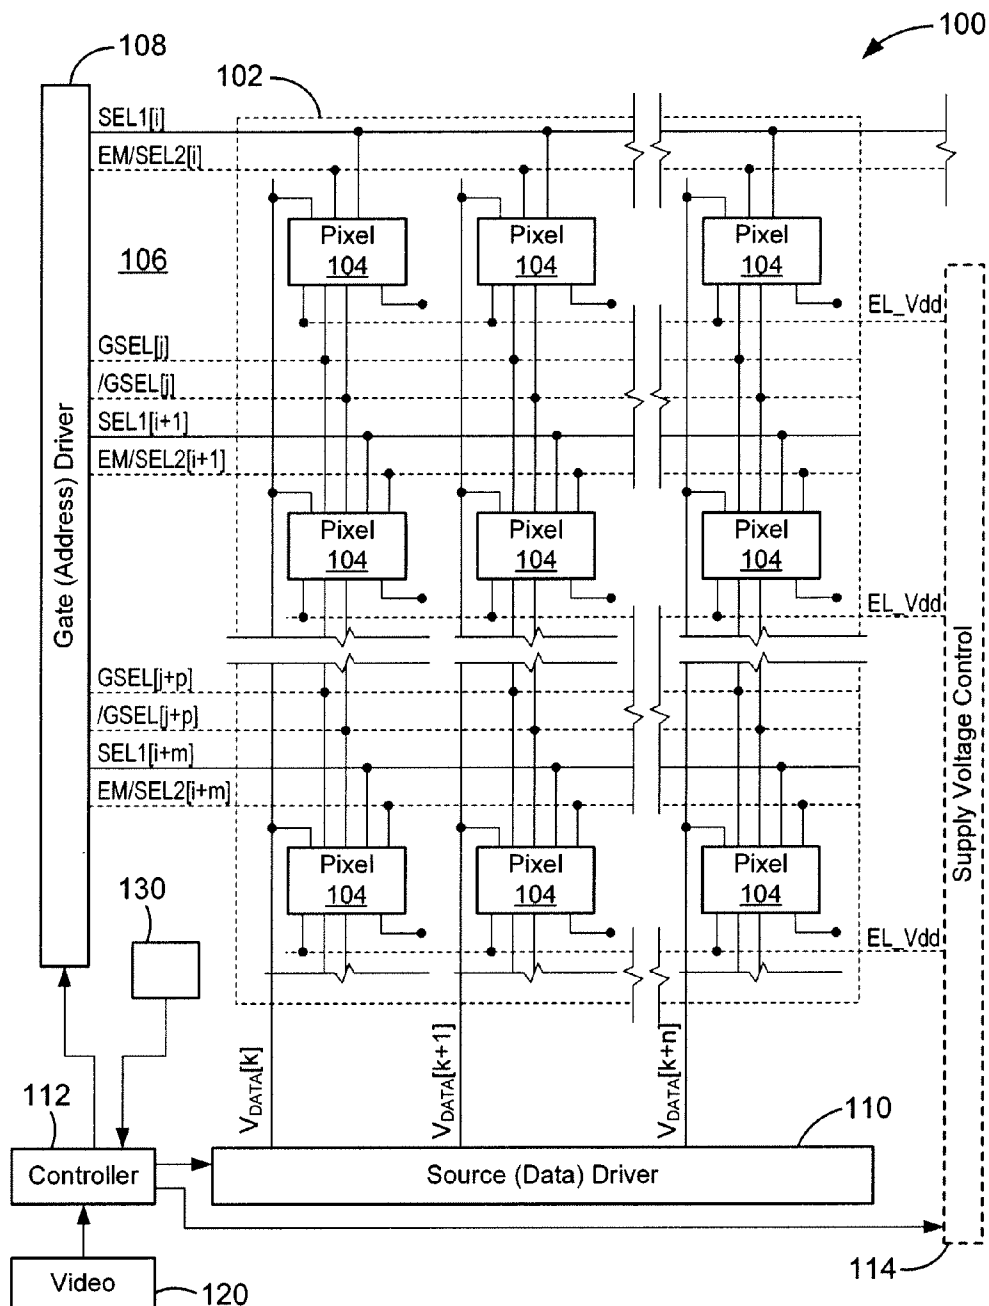 100
108
102
SEL1[i]
EM/SEL2[i]
Pixel
104
Pixel
104
Pixel
104
106
EL_Vdd
GSEL[j]
/GSEL[j]
SEL1[i+1]
EM/SEL2[i+1]
Pixel
104
Pixel
104
Pixel
104
EL_Vdd
Gate (Address) Driver
Supply Voltage Control
GSEL[j+p]
/GSEL[j+p]
SEL1[i+m]
EM/SEL2[i+m]
Pixel
104
Pixel
104
Pixel
104
EL_Vdd
130
VDATA[k]
VDATA[k+1]
VDATA[k+n]
112
110
Controller
Source (Data) Driver
114
Video
120